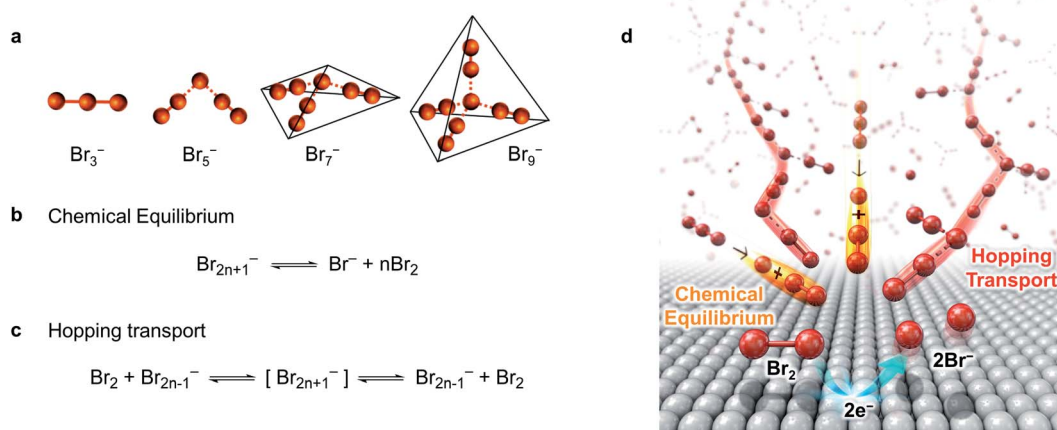 a
Br₃⁻
Br₅⁻
Br₇⁻
Br₉⁻
b Chemical Equilibrium
Br₂ₙ₊₁⁻ ⇌ Br⁻ + nBr₂
c Hopping transport
Br₂ + Br₂ₙ₋₁⁻ ⇌ [ Br₂ₙ₊₁⁻ ] ⇌ Br₂ₙ₋₁⁻ + Br₂
d
+
+
Hopping
Transport
Chemical
Equilibrium
Br₂
2Br⁻
2e⁻